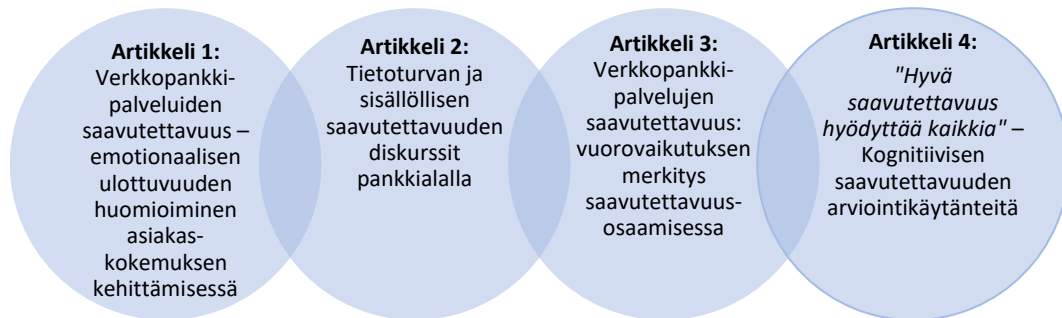 Artikkeli 1:
Verkkopankki-
palveluiden
saavutettavuus –
emotionaalisen
ulottuvuuden
huomioiminen
asiakas-
kokemuksen
kehittämisessä
Artikkeli 2:
Tietoturvan ja
sisällöllisen
saavutettavuuden
diskurssit
pankkialalla
Artikkeli 3:
Verkkopankki-
palvelujen
saavutettavuus:
vuorovaikutuksen
merkitys
saavutettavuus-
osaamisessa
Artikkeli 4:
"Hyvä
saavutettavuus
hyödyttää kaikkia" –
Kognitiivisen
saavutettavuuden
arviointikäytänteitä